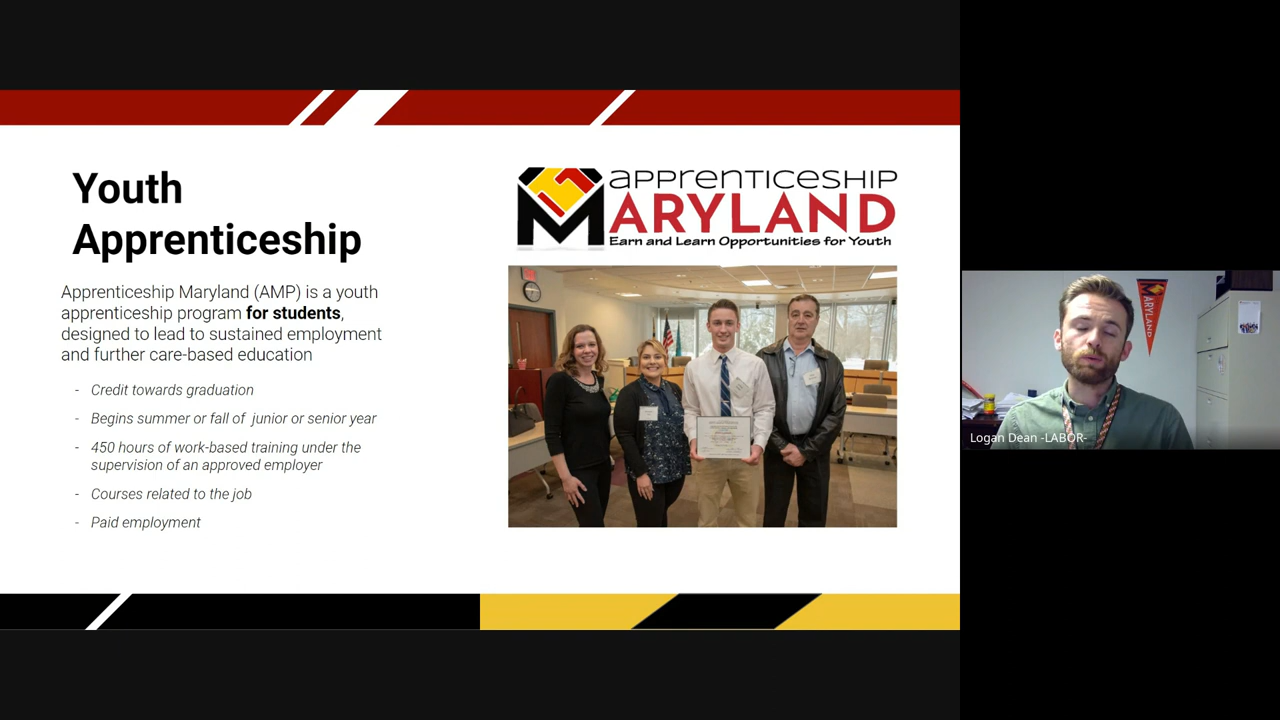 Youth
Apprenticeship
Apprenticeship Maryland (AMP) is a youth
apprenticeship program for students,
designed to lead to sustained employment
and further care-based education
- Credit towards graduation
- Begins summer or fall of junior or senior year
- 450 hours of work-based training under the
supervision of an approved employer
- Courses related to the job
- Paid employment
APPRENTICESHIP
MARYLAND
Earn and Learn Opportunities for Youth
MARYLAND
Logan Dean -LABOR-